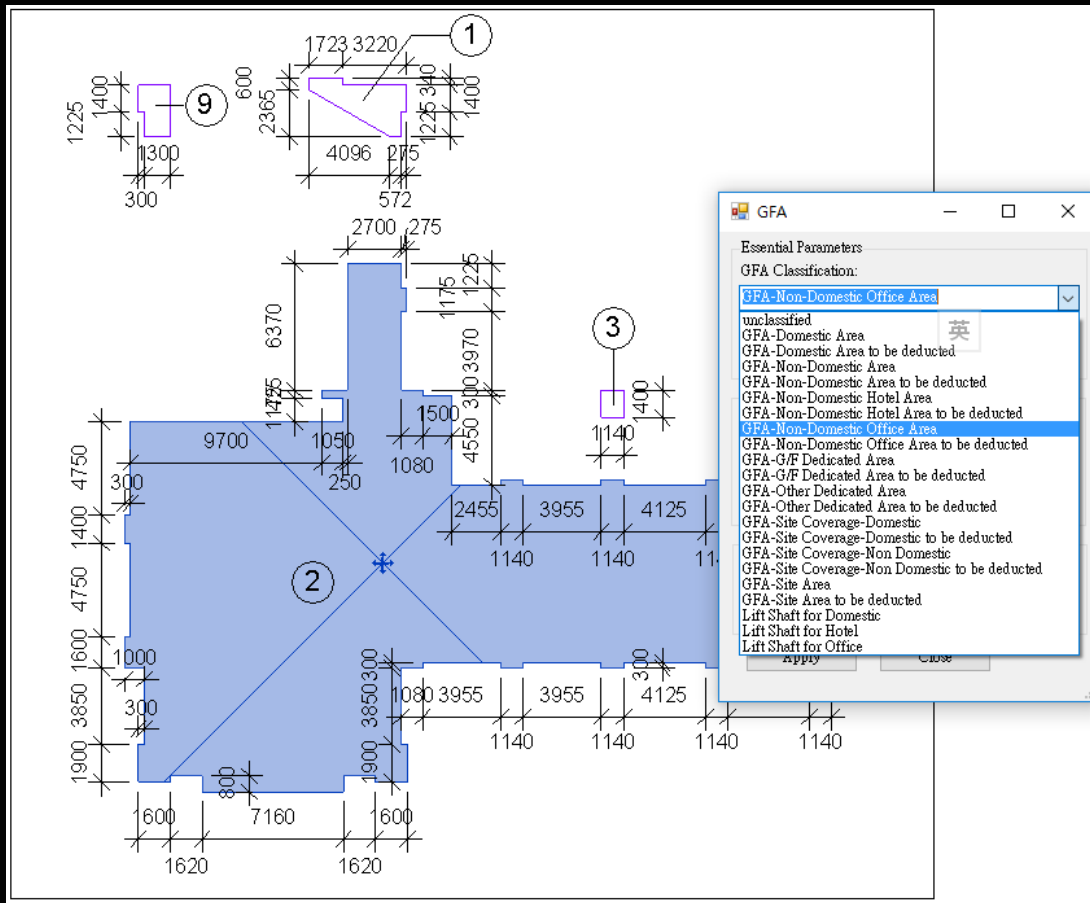 1
1723 3220
600
2365
340
1225
1400
4096 275
572
9
1400
1225
1300
300
2700 275
6370
1225
1175
3970
300
4550
1500
1080
9700
1050
250
3
1400
1140
4750
300
1400
4750
1600
1000
3850
300
1900
2
2455
3955
4125
1140
1140
300
3850
1900
1080
3955
3955
4125
300
1140
1140
1140
1140
800
1600
7160
1600
1620
1620
GFA
Essential Parameters
GFA Classification:
GFA-Non-Domestic Office Area
英
unclassified
GFA-Domestic Area
GFA-Domestic Area to be deducted
GFA-Non-Domestic Area
GFA-Non-Domestic Area to be deducted
GFA-Non-Domestic Hotel Area
GFA-Non-Domestic Hotel Area to be deducted
GFA-Non-Domestic Office Area
GFA-Non-Domestic Office Area to be deducted
GFA-G/F Dedicated Area
GFA-G/F Dedicated Area to be deducted
GFA-Other Dedicated Area
GFA-Other Dedicated Area to be deducted
GFA-Site Coverage-Domestic
GFA-Site Coverage-Domestic to be deducted
GFA-Site Coverage-Non Domestic
GFA-Site Coverage-Non Domestic to be deducted
GFA-Site Area
GFA-Site Area to be deducted
Lift Shaft for Domestic
Lift Shaft for Hotel
Lift Shaft for Office
Apply
Close